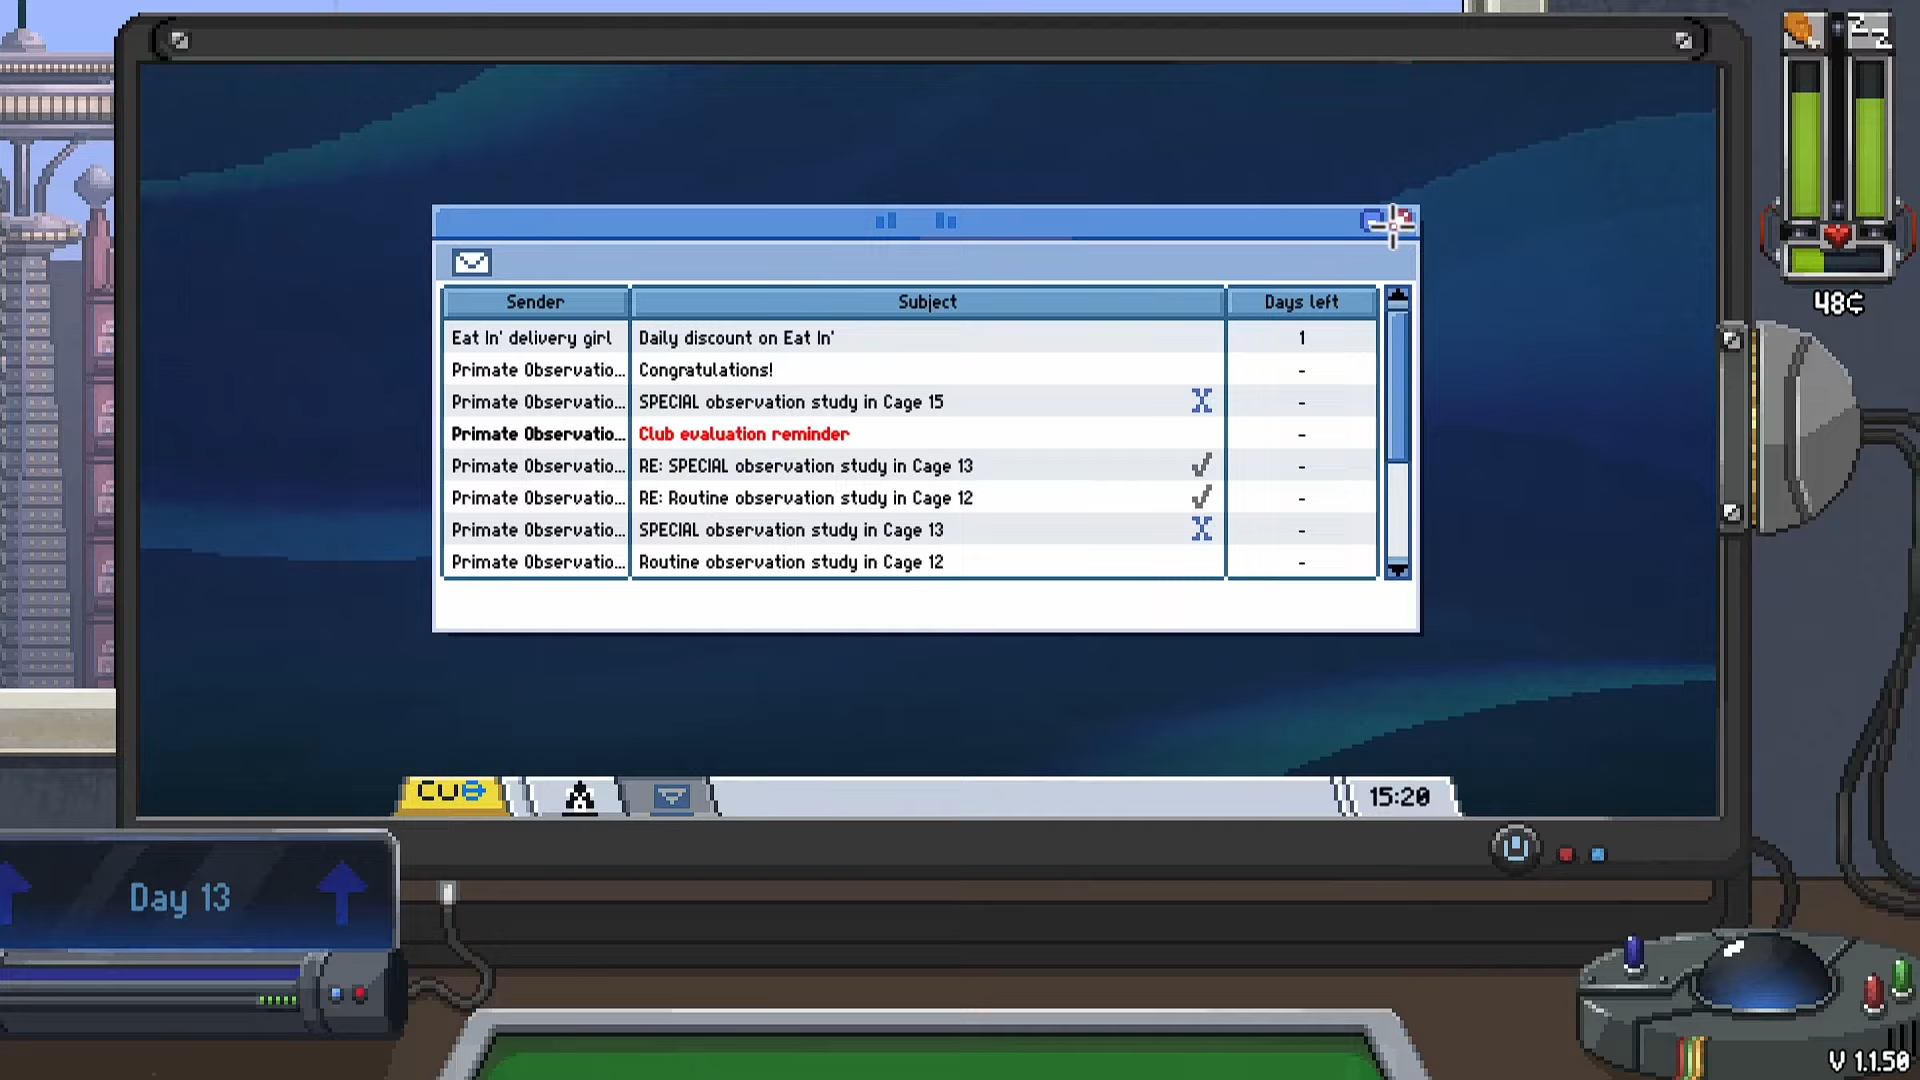 48¢
Sender Subject Days left
Eat In' delivery girl Daily discount on Eat In' 1
Primate Observatio... Congratulations! -
Primate Observatio... SPECIAL observation study in Cage 15 -
Primate Observatio... Club evaluation reminder -
Primate Observatio... RE: SPECIAL observation study in Cage 13 -
Primate Observatio... RE: Routine observation study in Cage 12 -
Primate Observatio... SPECIAL observation study in Cage 13 -
Primate Observatio... Routine observation study in Cage 12 -
15:20
Day 13
V 1.1.50